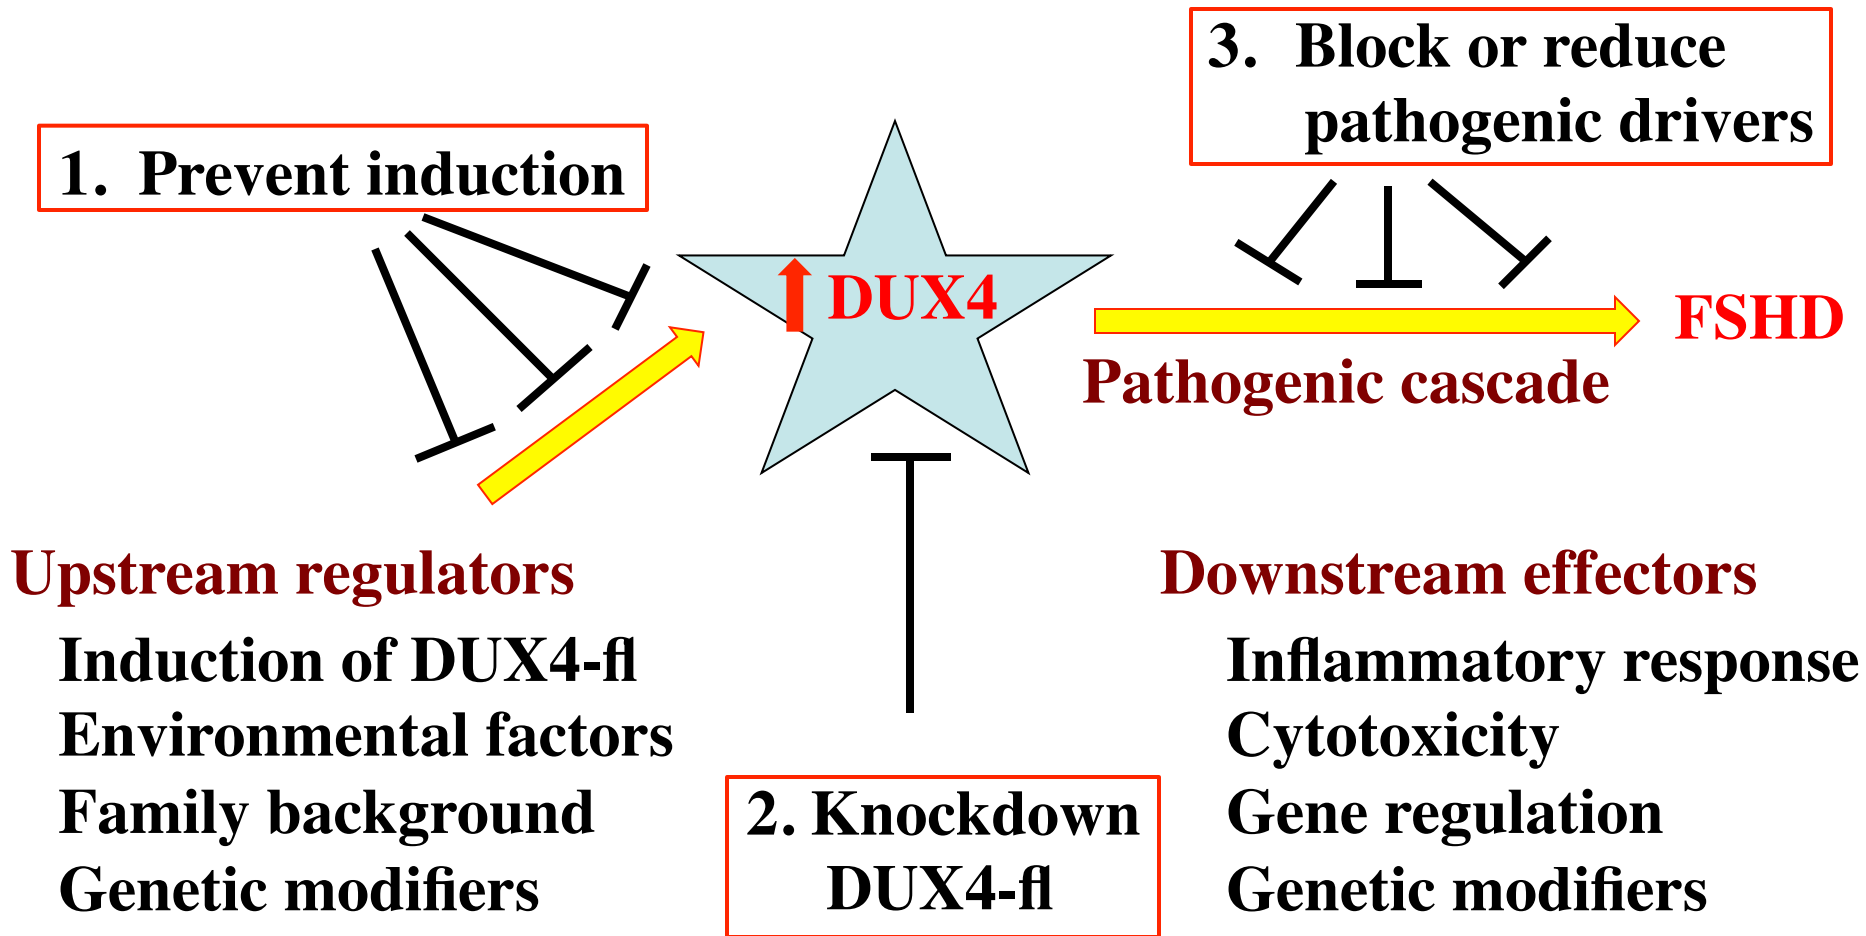 1. Prevent induction
3. Block or reduce
pathogenic drivers
DUX4
FSHD
Pathogenic cascade
Upstream regulators
Induction of DUX4-fl
Environmental factors
Family background
Genetic modifiers
2. Knockdown
DUX4-fl
Downstream effectors
Inflammatory response
Cytotoxicity
Gene regulation
Genetic modifiers